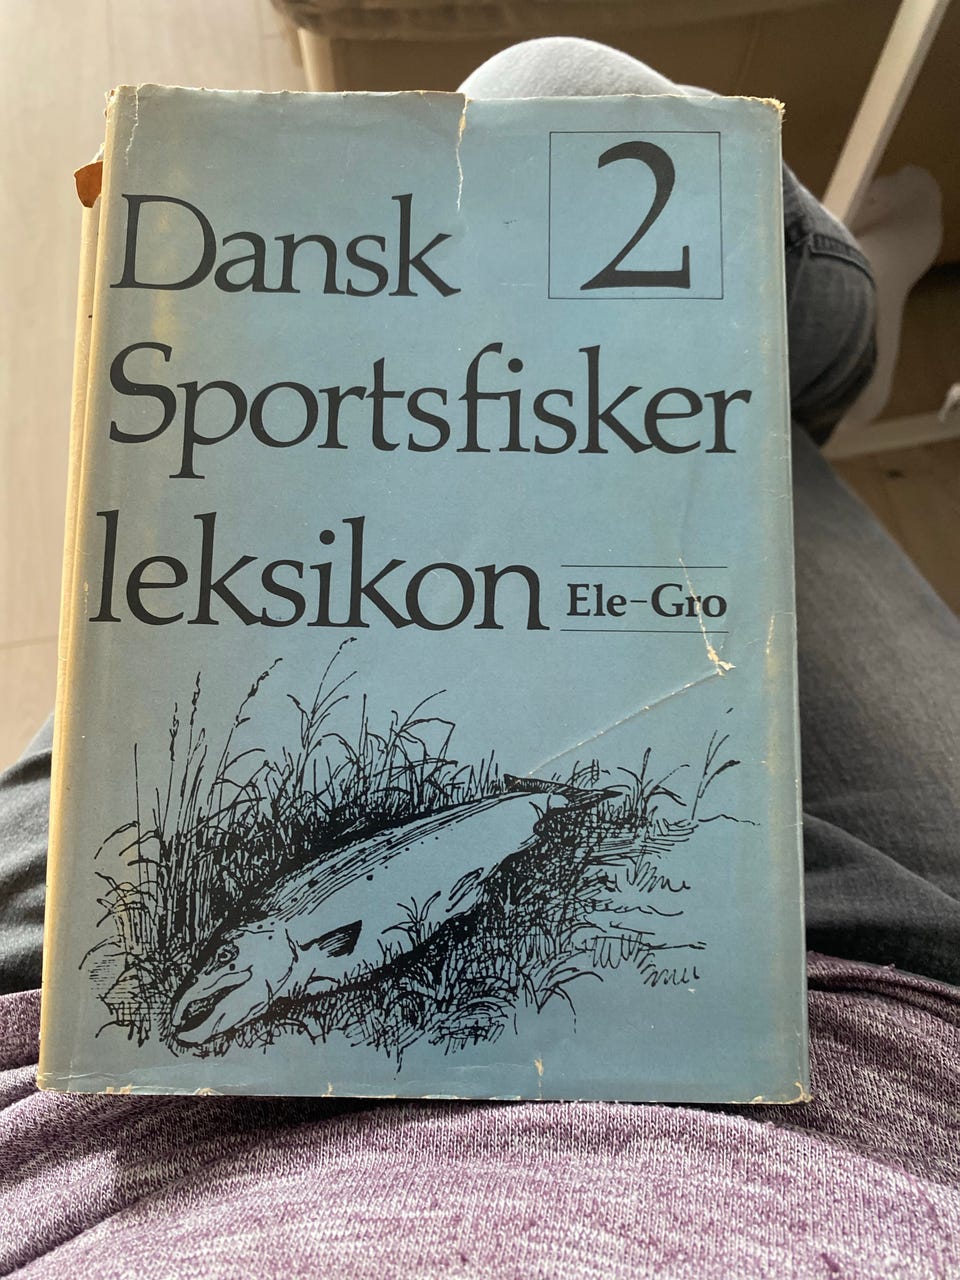 2
Dansk
Sportsfisker
leksikon
Ele-Gro